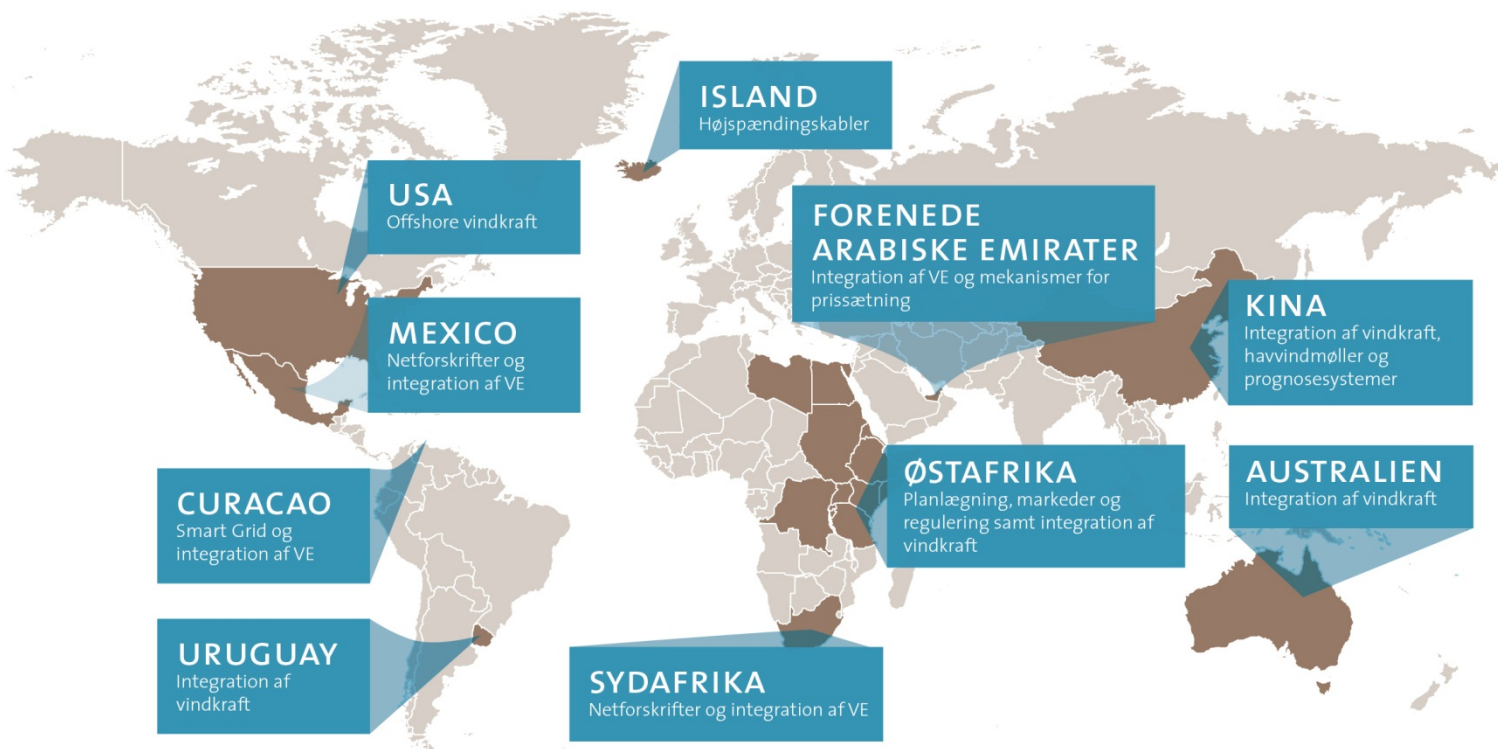 ISLAND
Højspændingskabler
USA
Offshore vindkraft
FORENEDE
ARABISKE EMIRATER
Integration af VE og mekanismer for
prissætning
MEXICO
Netforskrifter og
integration af VE
KINA
Integration af vindkraft,
havvindmøller og
prognosesystemer
CURACAO
Smart Grid og
integration af VE
ØSTAFRIKA
Planlægning, markeder og
regulering samt integration af
vindkraft
AUSTRALIEN
Integration af vindkraft
URUGUAY
Integration af
vindkraft
SYDAFRIKA
Netforskrifter og integration af VE